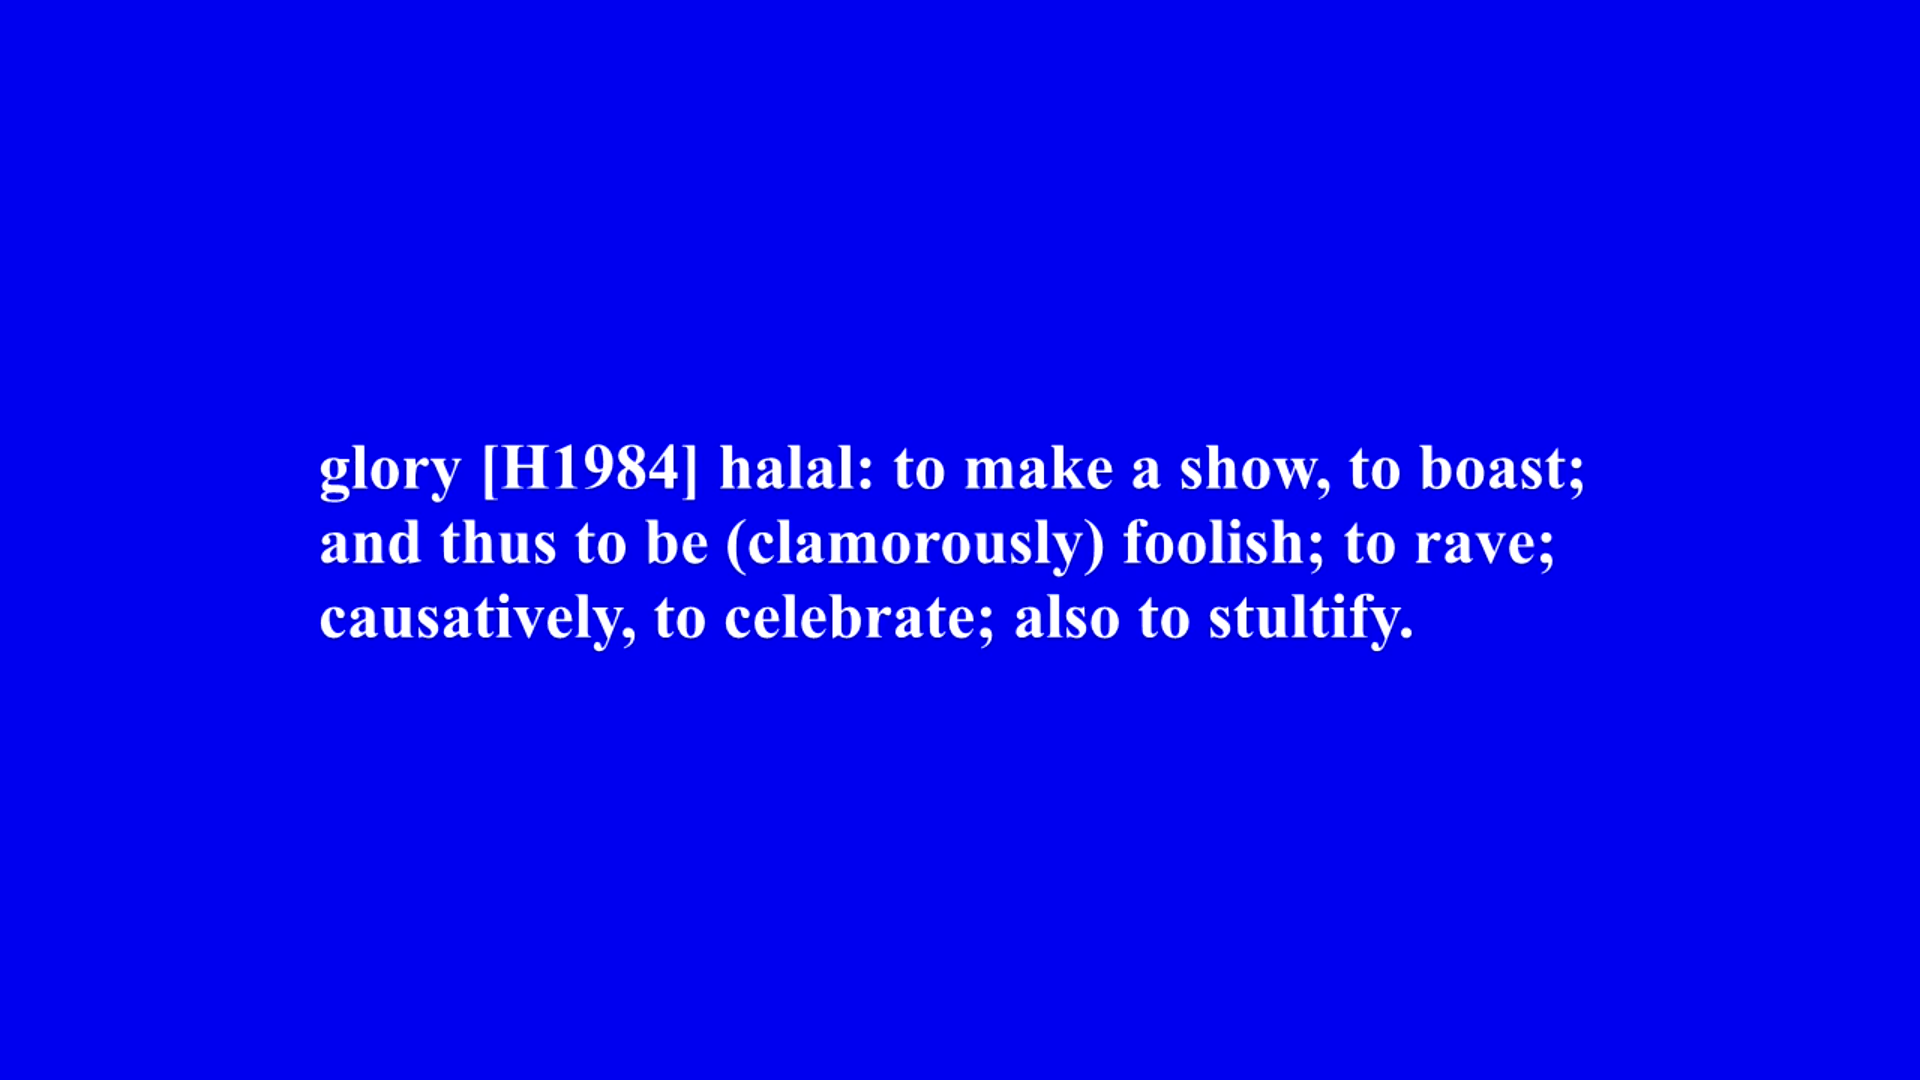 glory [H1984] halal: to make a show, to boast;
and thus to be (clamorously) foolish; to rave;
causatively, to celebrate; also to stultify.